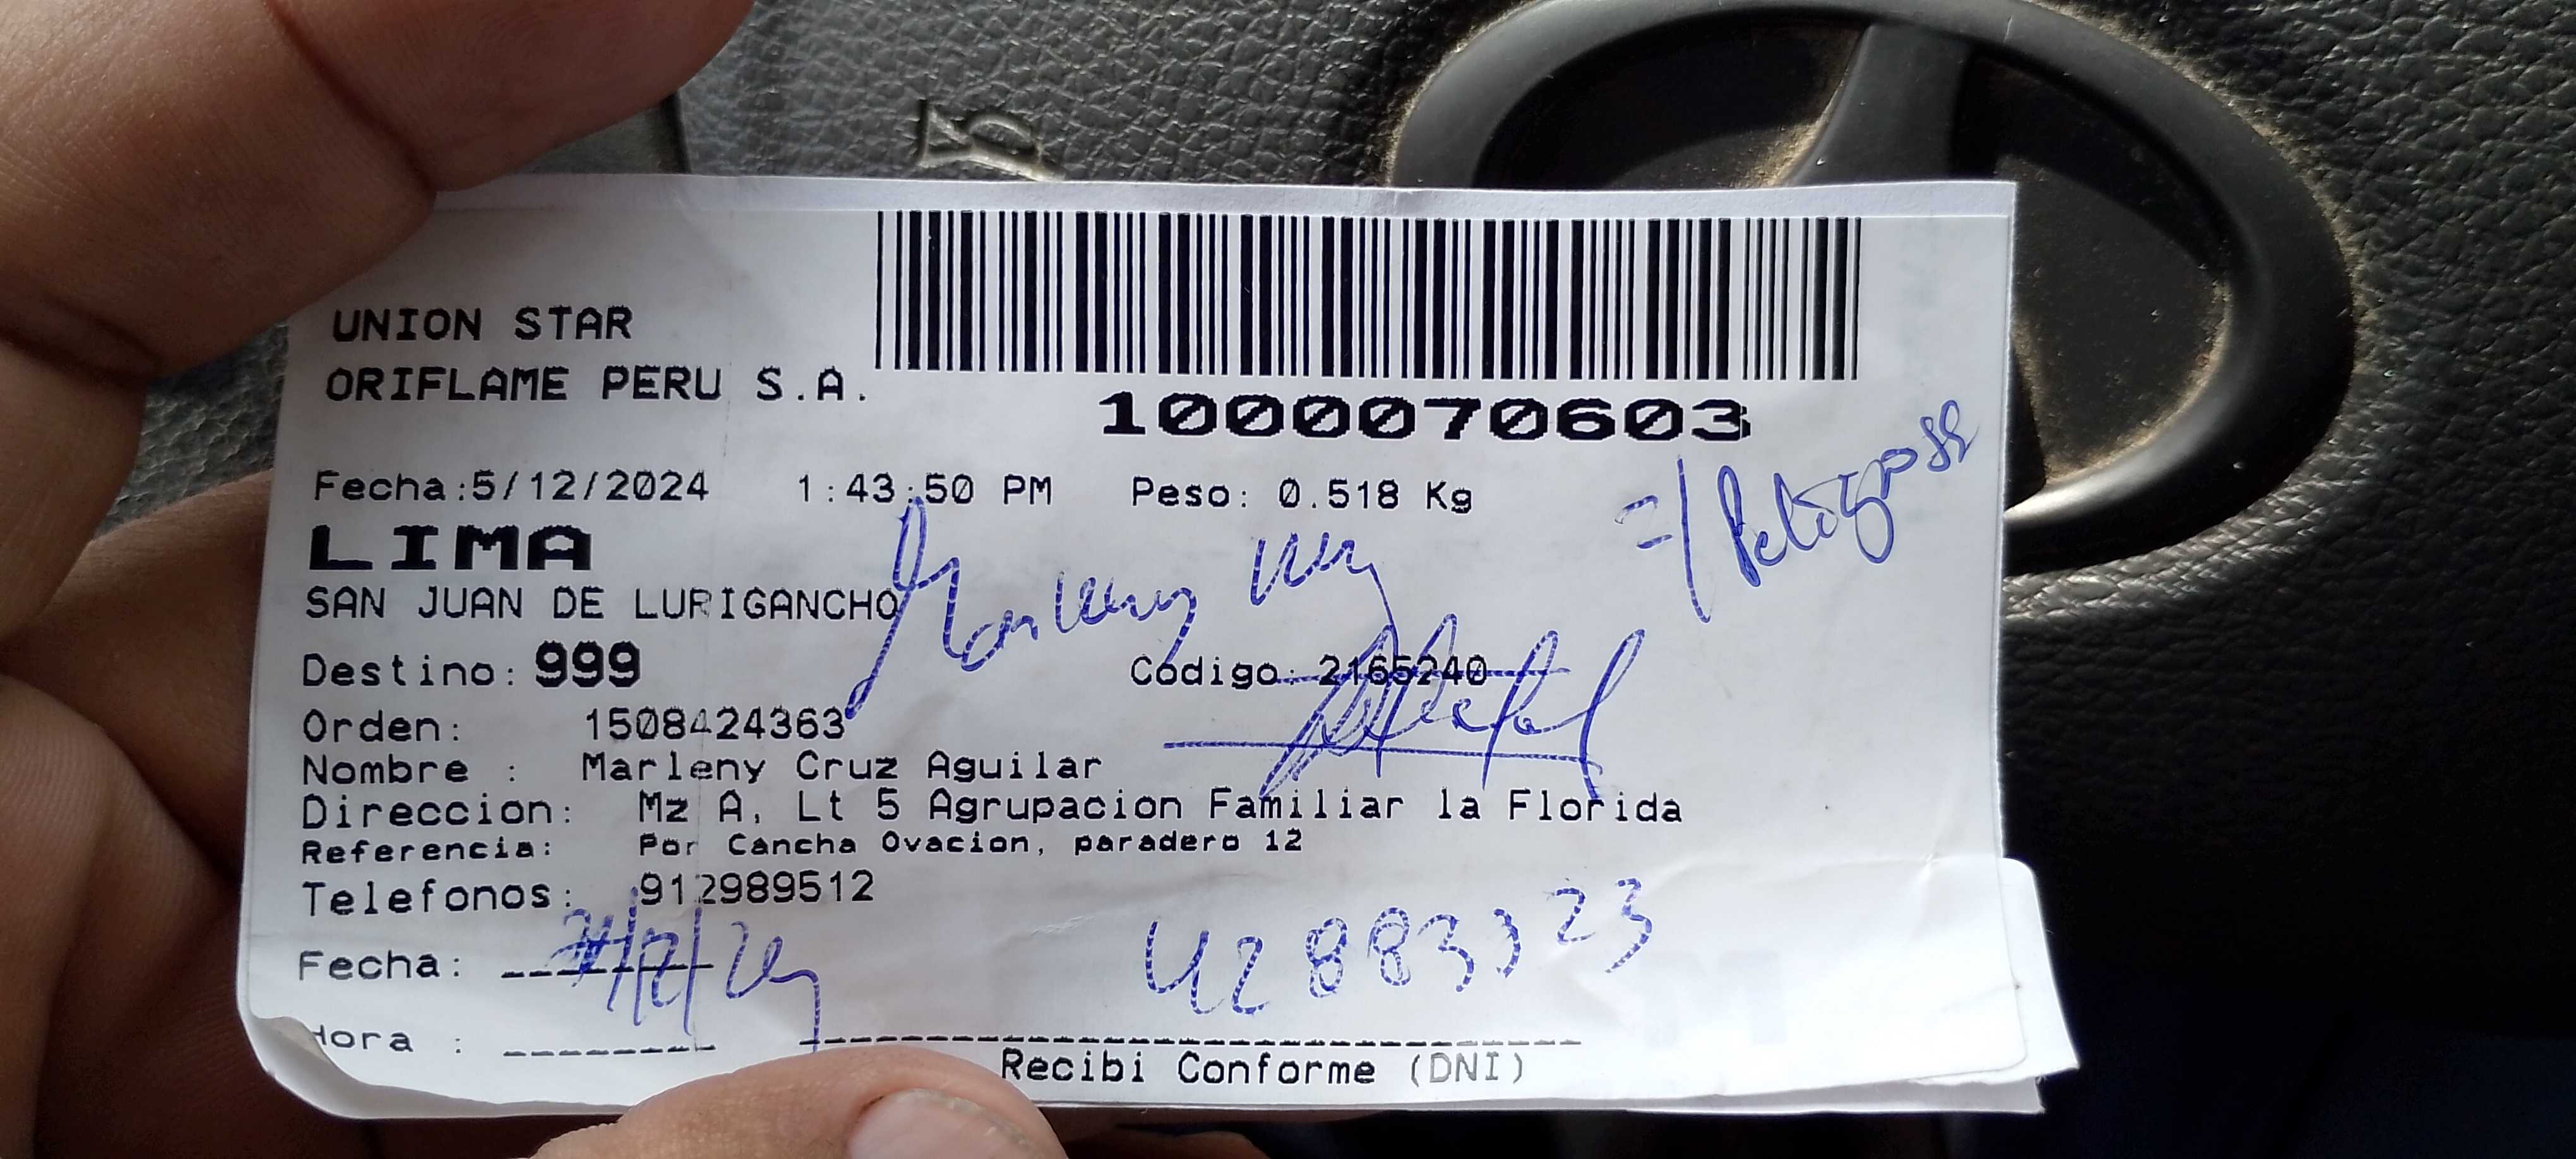 UNION STAR
ORIFLAME PERU S.A.
1000070603
Fecha:5/12/2024 1:43:50 PM Peso: 0.518 Kg
LIMA
SAN JUAN DE LURIGANCHO
Marleny
Destino: 999 Codigo: 2165240
Orden: 1508424363
Nombre : Marleny Cruz Aguilar
Direccion: Mz A, Lt 5 Agrupacion Familiar la Florida
Referencia: Por Cancha Ovacion, paradero 12
Telefonos: 912989512
Fecha:
Hora :
Recibi Conforme (DNI)